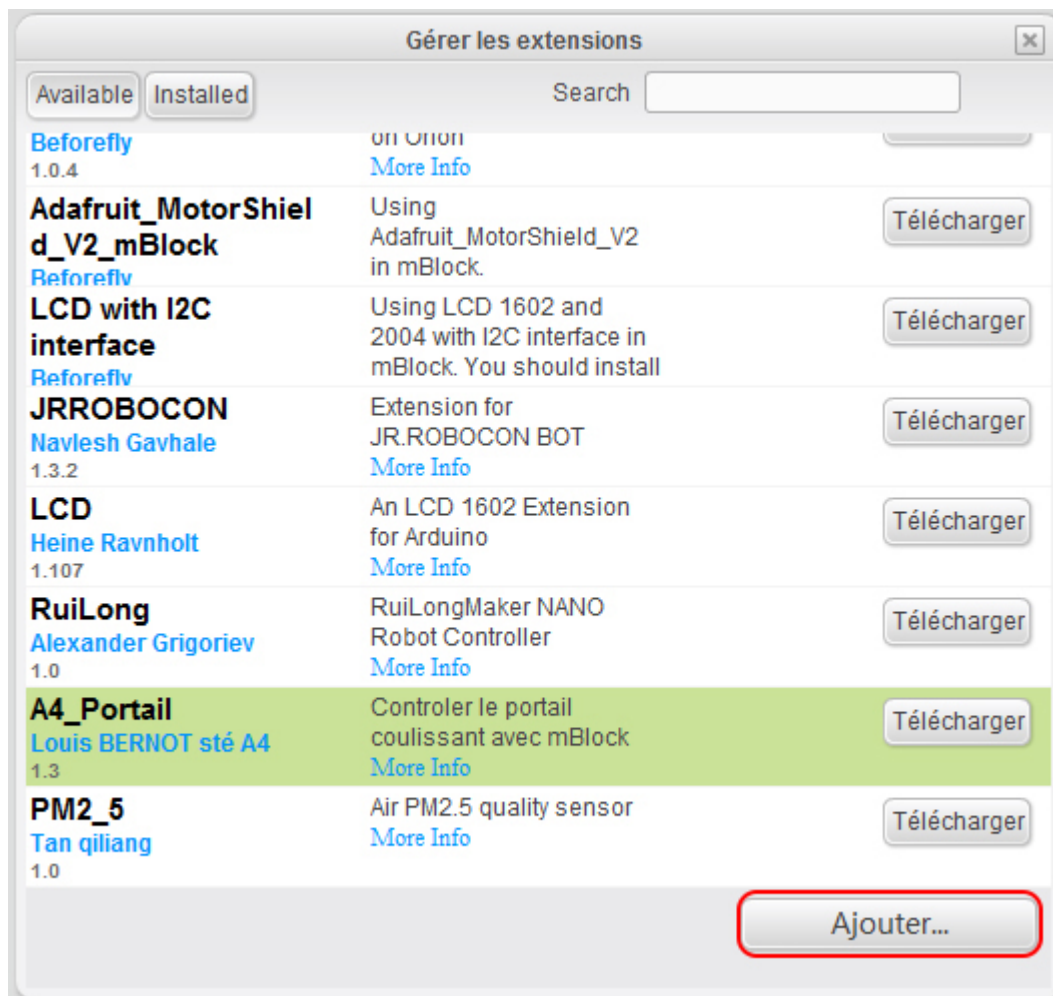 Gérer les extensions
Available Installed Search
Beforefly
1.0.4
on Orion
More Info
Adafruit_MotorShiel
d_V2_mBlock
Beforefly
Using
Adafruit_MotorShield_V2
in mBlock.
Télécharger
LCD with I2C
interface
Beforefly
Using LCD 1602 and
2004 with I2C interface in
mBlock. You should install
Télécharger
JRROBOCON
Navlesh Gavhale
1.3.2
Extension for
JR.ROBOCON BOT
More Info
Télécharger
LCD
Heine Ravnholt
1.107
An LCD 1602 Extension
for Arduino
More Info
Télécharger
RuiLong
Alexander Grigoriev
1.0
RuiLongMaker NANO
Robot Controller
More Info
Télécharger
A4_Portail
Louis BERNOT sté A4
1.3
Controler le portail
coulissant avec mBlock
More Info
Télécharger
PM2_5
Tan qiliang
1.0
Air PM2.5 quality sensor
More Info
Télécharger
Ajouter...